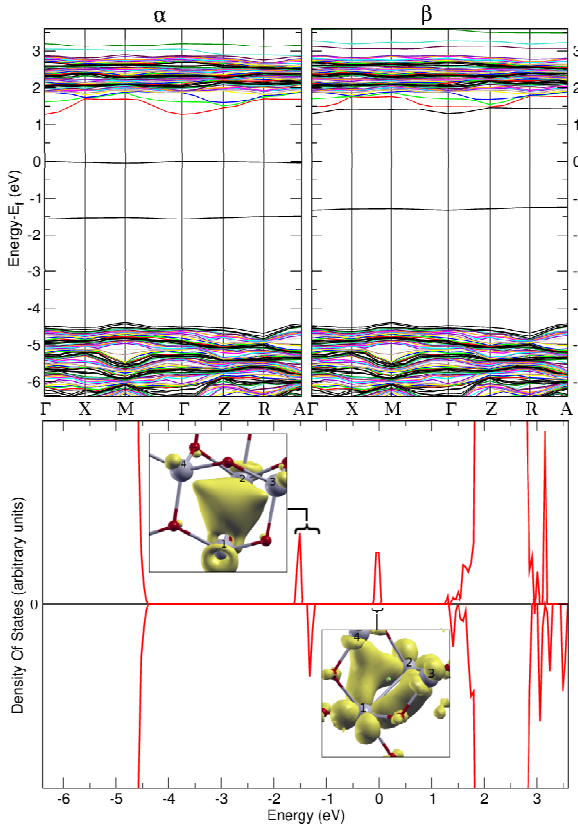 α β
3
2
1
0
-1
-2
-3
-4
-5
-6
Energy-Ef (eV)
3
2
1
0
-1
-2
-3
-4
-5
-6
Γ X M Γ Z R A Γ X M Γ Z R A
Density Of States (arbitrary units)
0
4 2 3
1
4 2 3
1
-6 -5 -4 -3 -2 -1 0 1 2 3
Energy (eV)